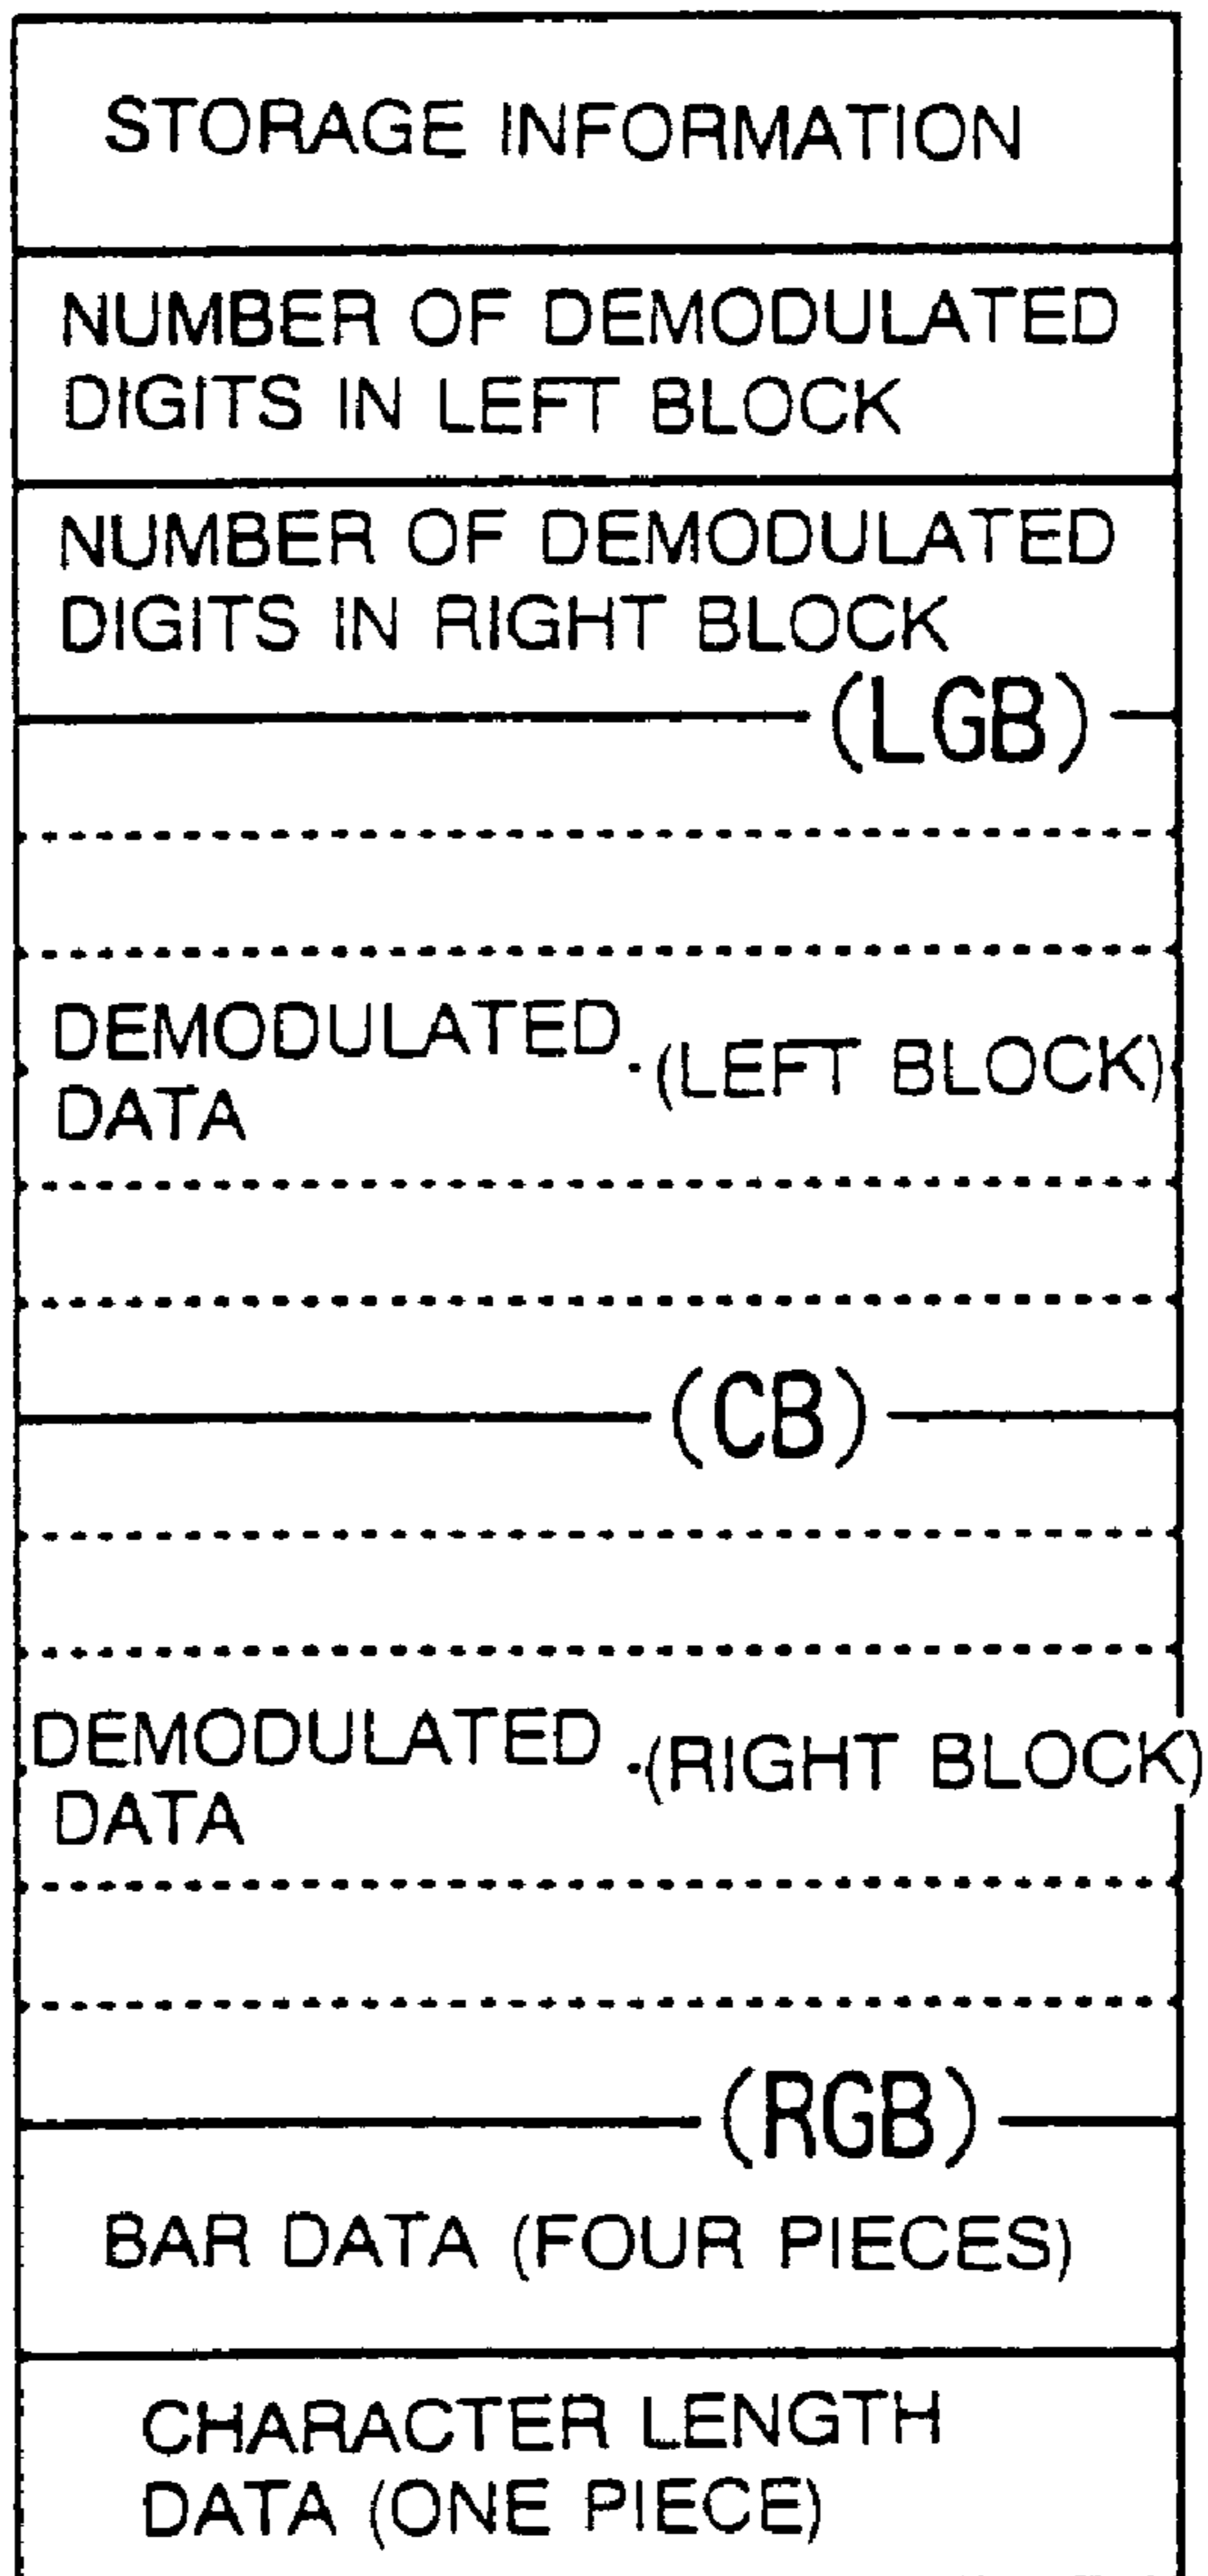 STORAGE INFORMATION
NUMBER OF DEMODULATED
DIGITS IN LEFT BLOCK
NUMBER OF DEMODULATED
DIGITS IN RIGHT BLOCK
(LGB)
DEMODULATED
DATA
(LEFT BLOCK)
(CB)
DEMODULATED
DATA
(RIGHT BLOCK)
(RGB)
BAR DATA (FOUR PIECES)
CHARACTER LENGTH
DATA (ONE PIECE)